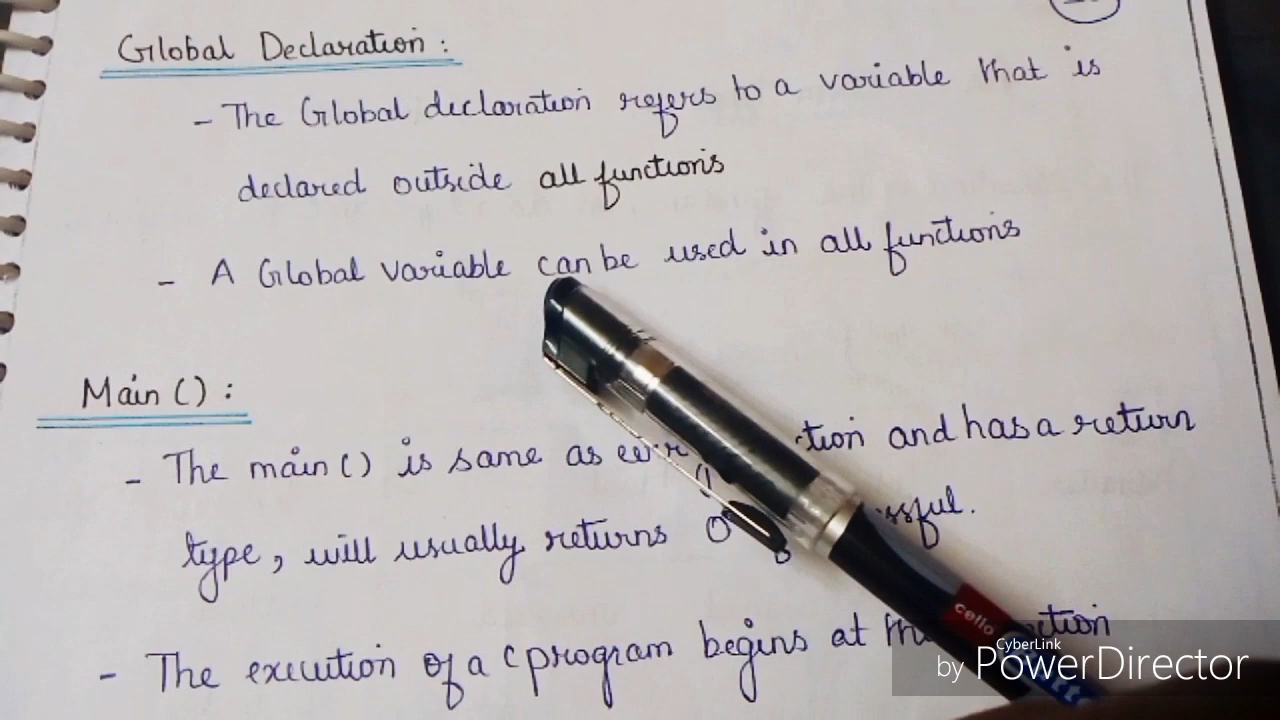 Global Declaration :
- The Global declaration refers to a variable that is
declared outside all functions
- A Global variable can be used in all functions
Main () :
- The main() is same as and has a return
type, will usually returns 0
- The execution of a C program begins at
cello
CyberLink
by PowerDirector